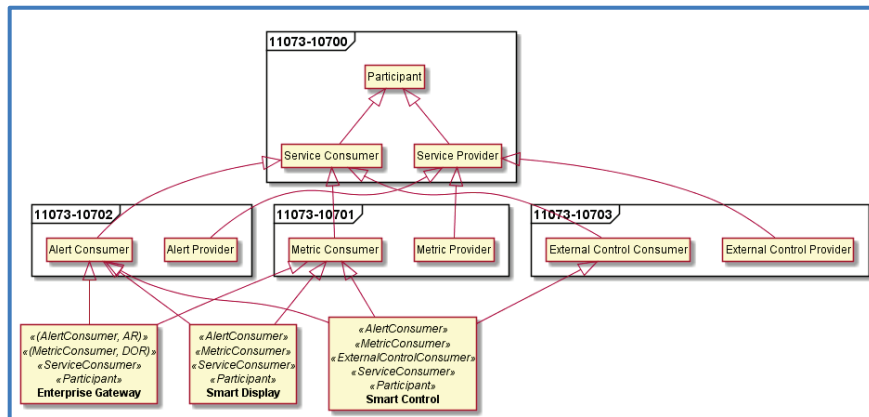 11073-10700
Participant
Service Consumer
Service Provider
11073-10702
11073-10701
11073-10703
Alert Consumer
Alert Provider
Metric Consumer
Metric Provider
External Control Consumer
External Control Provider
«(AlertConsumer, AR)»
«(MetricConsumer, DOR)»
«ServiceConsumer»
«Participant»
Enterprise Gateway
«AlertConsumer»
«MetricConsumer»
«ServiceConsumer»
«Participant»
Smart Display
«AlertConsumer»
«MetricConsumer»
«ExternalControlConsumer»
«ServiceConsumer»
«Participant»
Smart Control